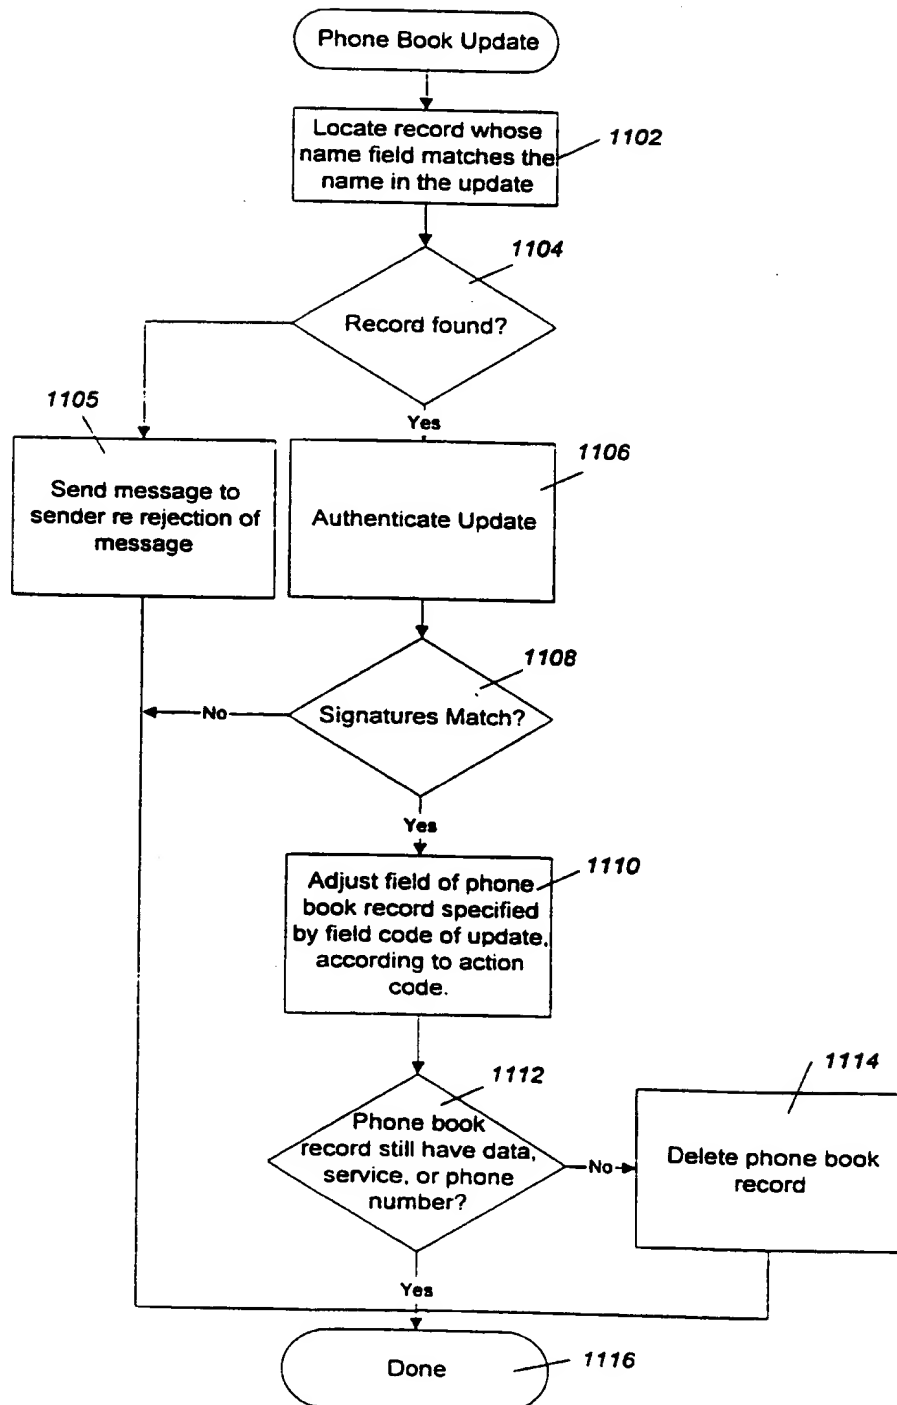 Phone Book Update
Locate record whose
name field matches the
name in the update
1102
1104
Record found?
Yes
1105
Send message to
sender re rejection of
message
1106
Authenticate Update
1108
Signatures Match?
No
Yes
Adjust field of phone
book record specified
by field code of update,
according to action
code.
1110
1112
Phone book
record still have data,
service, or phone
number?
No
1114
Delete phone book
record
Yes
Done
1116